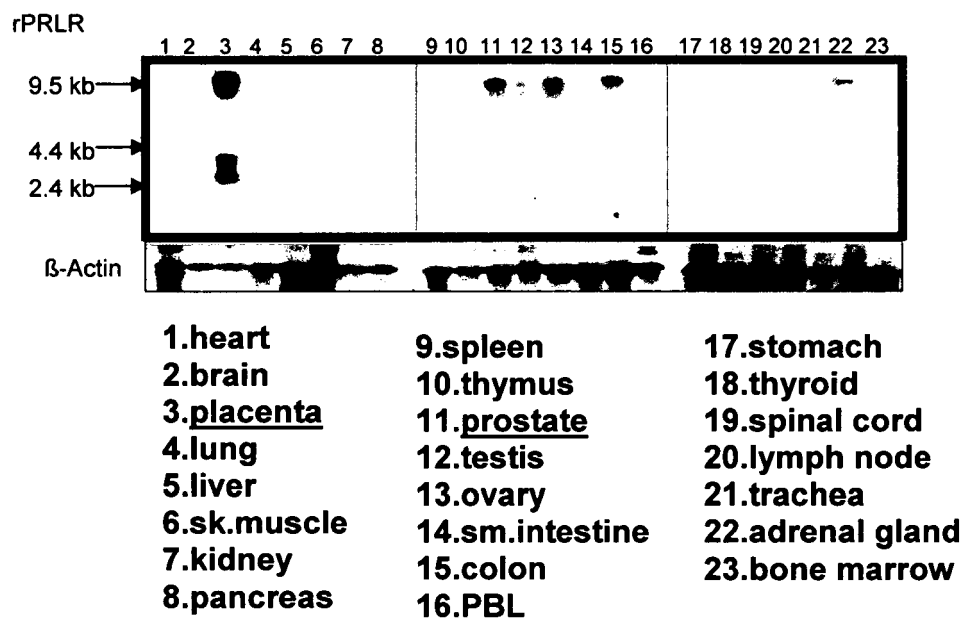 rPRLR
1 2 3 4 5 6 7 8 9 10 11 12 13 14 15 16 17 18 19 20 21 22 23
9.5 kb
4.4 kb
2.4 kb
ß-Actin
1.heart
2.brain
3.placenta
4.lung
5.liver
6.sk.muscle
7.kidney
8.pancreas
9.spleen
10.thymus
11.prostate
12.testis
13.ovary
14.sm.intestine
15.colon
16.PBL
17.stomach
18.thyroid
19.spinal cord
20.lymph node
21.trachea
22.adrenal gland
23.bone marrow